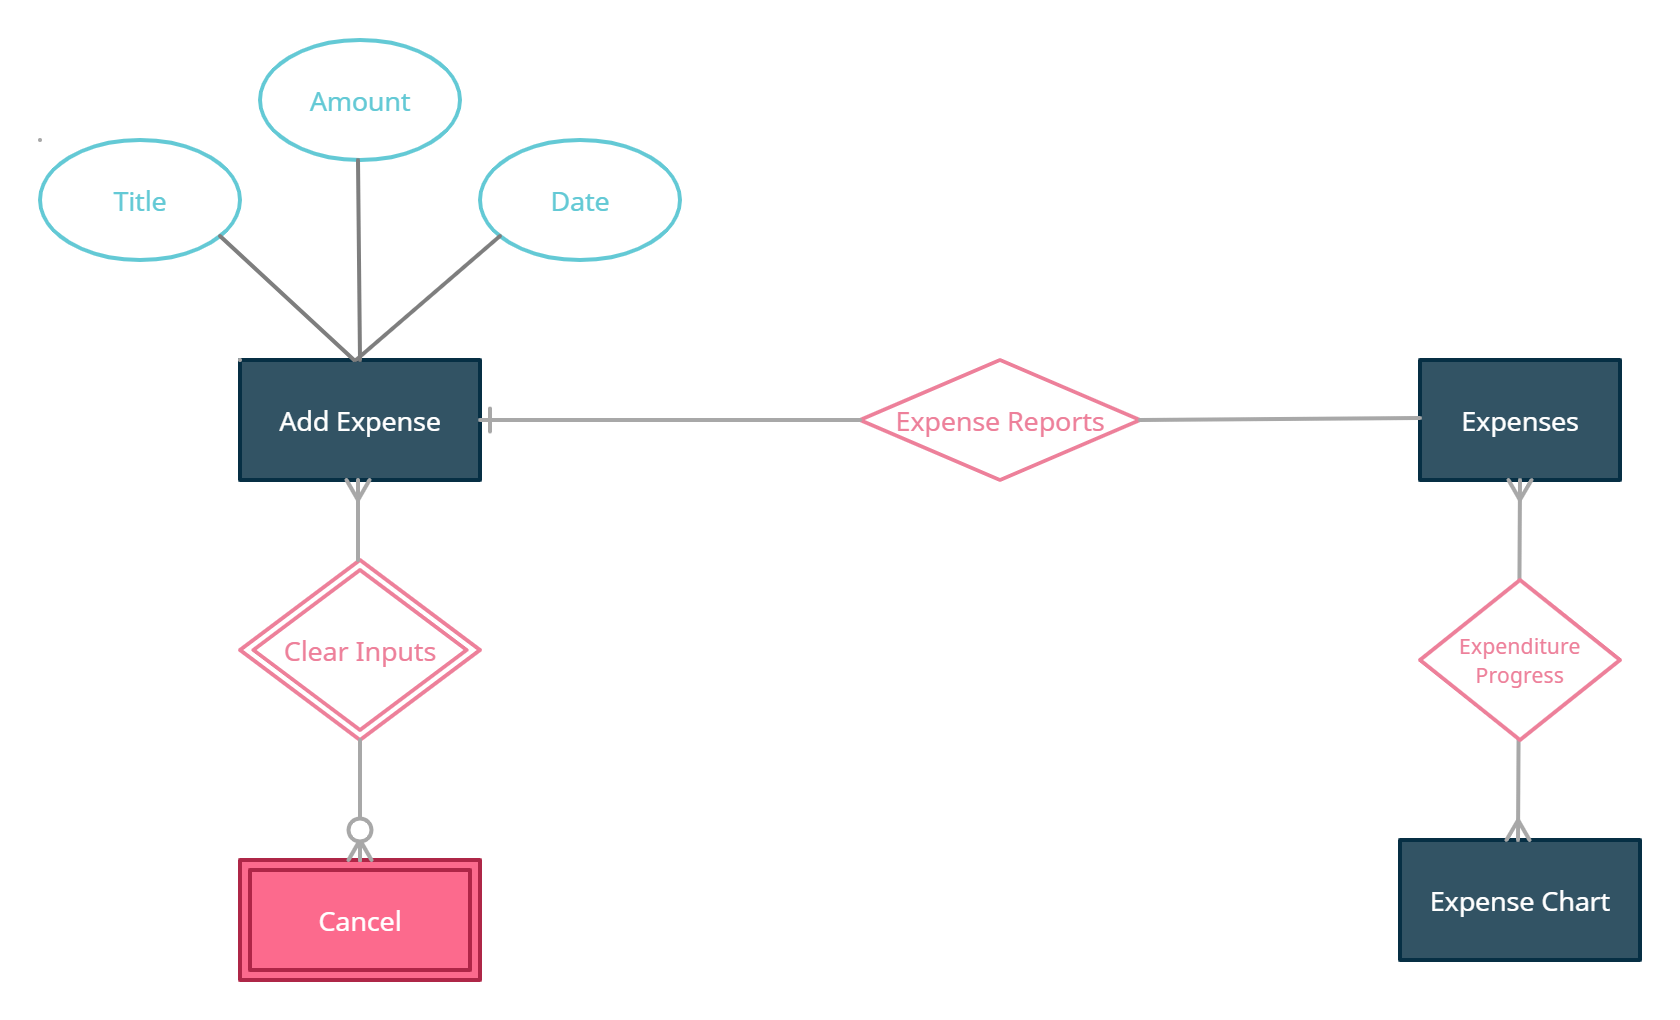 Amount
Title
Date
Add Expense
Expense Reports
Expenses
Clear Inputs
Expenditure
Progress
Cancel
Expense Chart